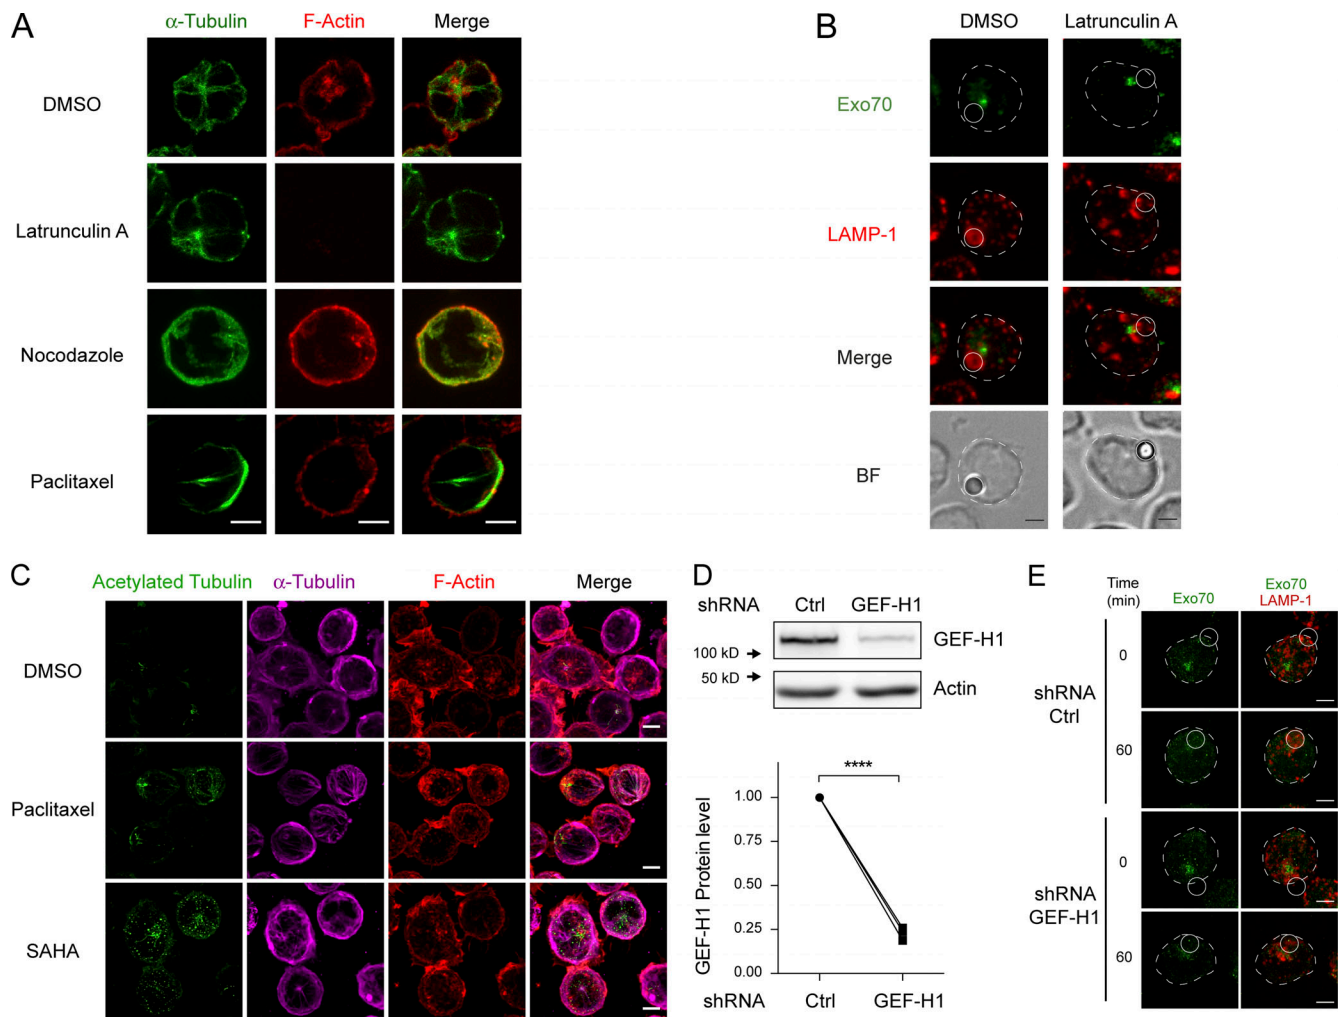 A
α-Tubulin F-Actin Merge
DMSO
Latrunculin A
Nocodazole
Paclitaxel
B
DMSO Latrunculin A
Exo70
LAMP-1
Merge
BF
C
Acetylated Tubulin α-Tubulin F-Actin Merge
DMSO
Paclitaxel
SAHA
D
shRNA Ctrl GEF-H1
GEF-H1
100 kD
50 kD
Actin
****
GEF-H1 Protein level
1.00
0.75
0.50
0.25
0.00
shRNA Ctrl GEF-H1
E
Time
(min)
Exo70
Exo70
LAMP-1
shRNA
Ctrl
0
60
shRNA
GEF-H1
0
60